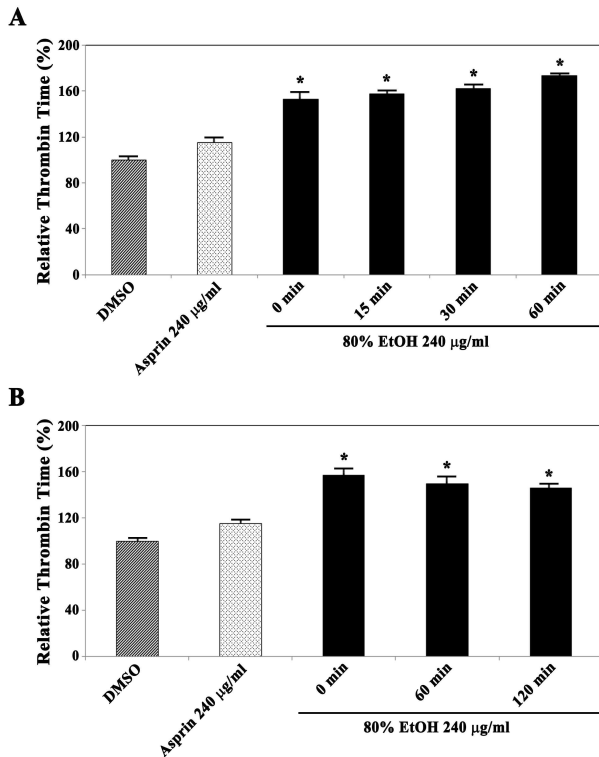 A
Relative Thrombin Time (%)
200
160
120
80
40
0
* * * *
DMSO
Asprin 240 μg/ml
0 min
15 min
30 min
60 min
80% EtOH 240 μg/ml
B
Relative Thrombin Time (%)
200
160
120
80
40
0
* * *
DMSO
Asprin 240 μg/ml
0 min
60 min
120 min
80% EtOH 240 μg/ml